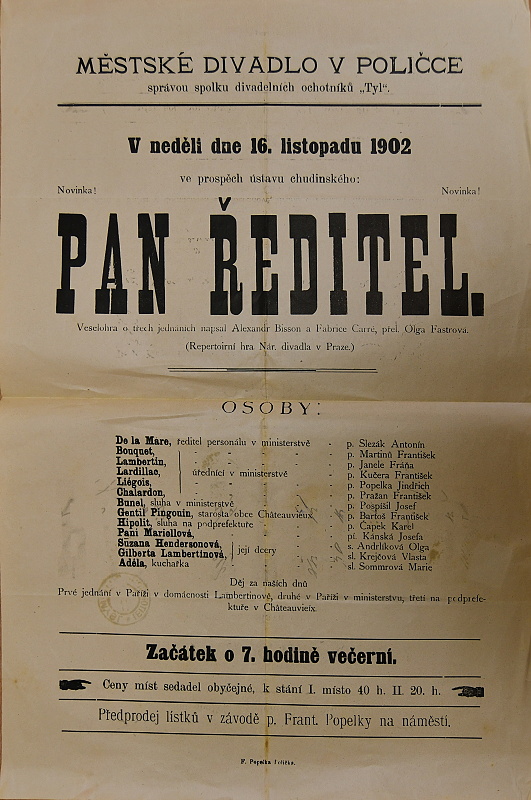 MĚSTSKÉ DIVADLO V POLIČCE
správou spolku divadelních ochotníků „Tyl“.
V neděli dne 16. listopadu 1902
ve prospěch ústavu chudinského:
Novinka! Novinka!
PAN ŘEDITEL.
Veselohra o třech jednáních napsal Alexandr Bisson a Fabrice Carré, přel. Olga Fastrova.
(Repertoirní hra Nár. divadla v Praze.)
OSOBY:
De la Mare, ředitel personálu v ministerstvě - p. Slezák Antonín
Bouquet, - p. Martinů František
Lambertin, - p. Janele Fráňa
Lardillac, úředníci v ministerstvě - p. Kučera František
Liégois, - p. Popelka Jindřich
Chalardon, - p. Pražan František
Bunel, sluha v ministerstvě - p. Pospíšil Josef
Gentil Pingouin, starosta obce Châteauvieux - p. Bartoš František
Hipolit, sluha na podprefektuře - p. Čapek Karel
Paní Mariellová, - pí. Kánská Josefa
Suzana Hendersonová, - s. Andrlíková Olga
Gilberta Lambertinová, její dcery - sl. Krejčová Vlasta
Adéla, kuchařka - sl. Sommrová Marie
Děj za našich dnů
Prvé jednání v Paříži v domácnosti Lambertinově, druhé v Paříži v ministerstvu, třetí na podprefe-
ktuře v Châteauvieix.
Začátek o 7. hodině večerní.
Ceny míst sedadel obyčejné, k stání I. místo 40 h. II. 20. h.
Předprodej lístků v závodě p. Frant. Popelky na náměstí.
F. Popelka Polička.